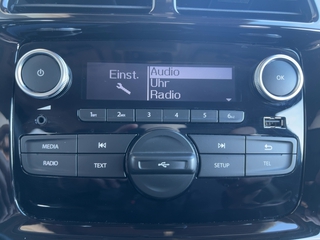 Audio
Einst. Uhr
Radio
OK
1 2 3 4 5 6
MEDIA
RADIO TEXT SETUP TEL